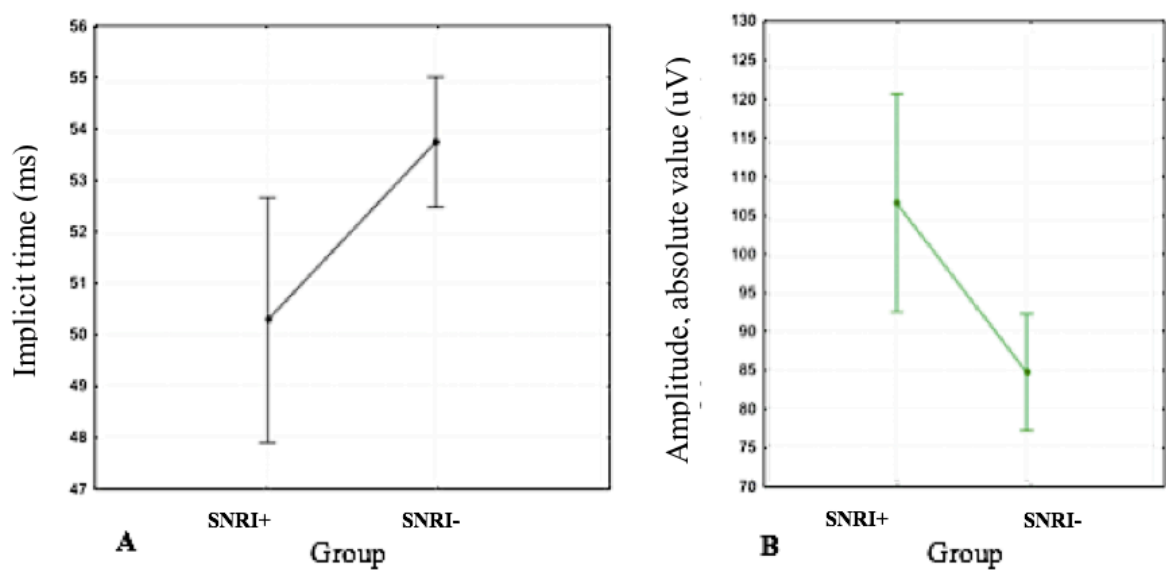 Implicit time (ms)
56
55
54
53
52
51
50
49
48
47
SNRI+ SNRI-
A
Group
Amplitude, absolute value (uV)
130
125
120
115
110
105
100
95
90
85
80
75
70
SNRI+ SNRI-
B
Group